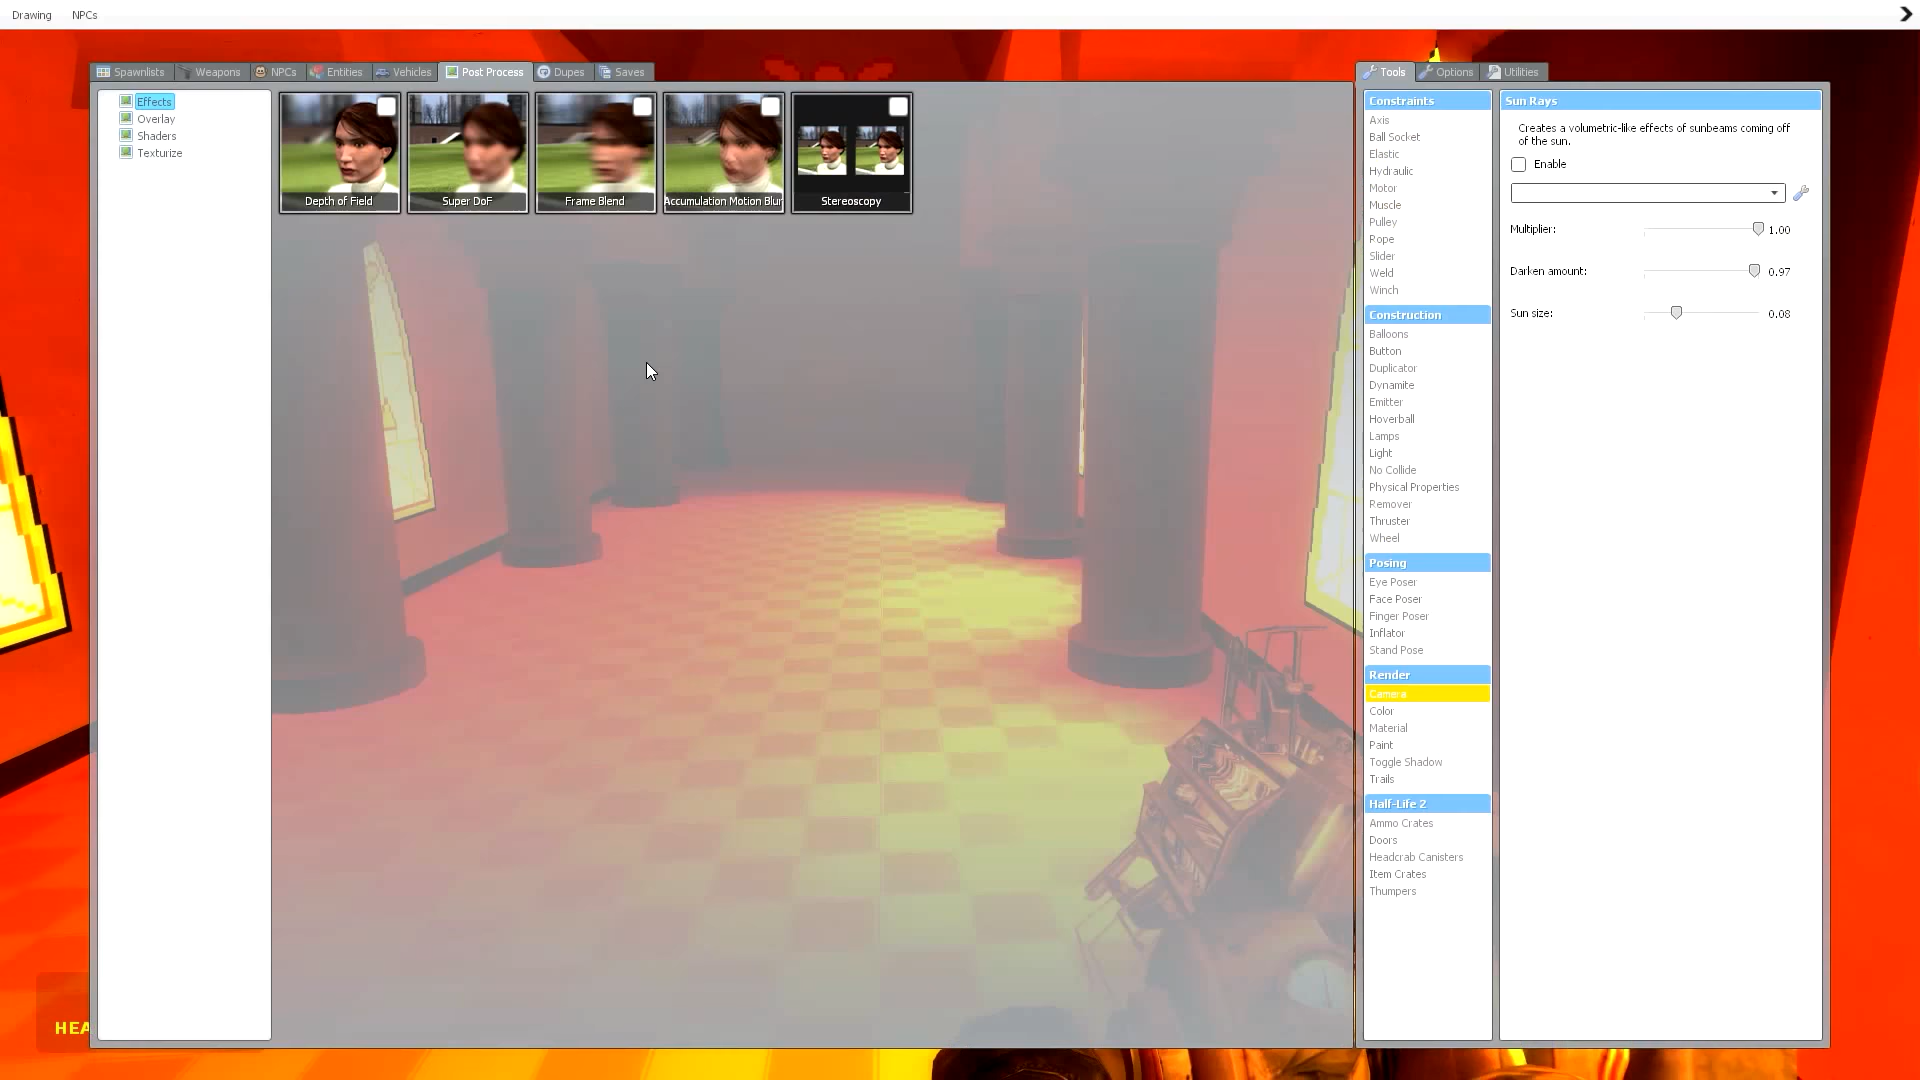 Drawing NPCs
Spawnlists Weapons NPCs Entities Vehicles Post Process Dupes Saves
Effects
Overlay
Shaders
Texturize
Depth of Field Super DoF Frame Blend Accumulation Motion Blur Stereoscopy
HEA
Tools Options Utilities
Constraints
Axis
Ball Socket
Elastic
Hydraulic
Motor
Muscle
Pulley
Rope
Slider
Weld
Winch
Construction
Balloons
Button
Duplicator
Dynamite
Emitter
Hoverball
Lamps
Light
No Collide
Physical Properties
Remover
Thruster
Wheel
Posing
Eye Poser
Face Poser
Finger Poser
Inflator
Stand Pose
Render
Camera
Color
Material
Paint
Toggle Shadow
Trails
Half-Life 2
Ammo Crates
Doors
Headcrab Canisters
Item Crates
Thumpers
Sun Rays
Creates a volumetric-like effects of sunbeams coming off
of the sun.
Enable
Multiplier: 1.00
Darken amount: 0.97
Sun size: 0.08